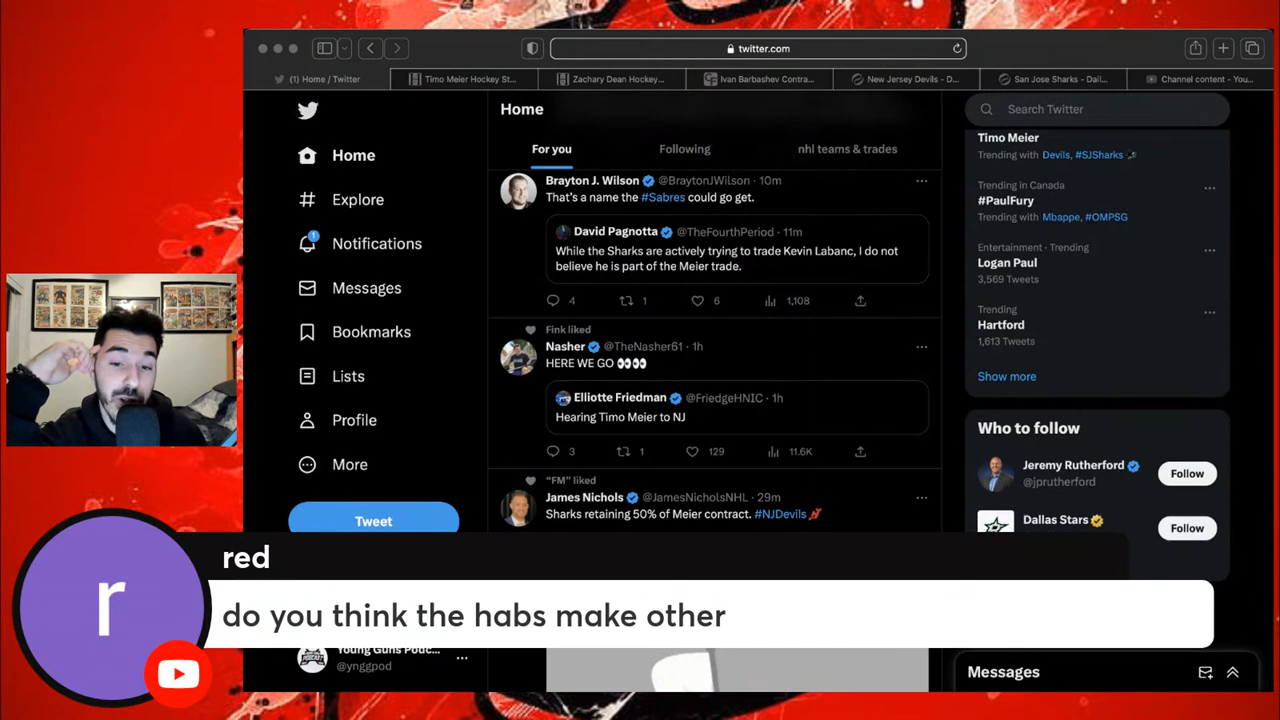 twitter.com
(1) Home / Twitter
Timo Meier Hockey St...
Zachary Dean Hockey...
Ivan Barbashev Contra...
New Jersey Devils - D...
San Jose Sharks - Dail...
Channel content - You...
Home
Explore
Notifications
1
Messages
Bookmarks
Lists
Profile
More
Tweet
Young Guns Podc...
@ynggpod
Home
For you
Following
nhl teams & trades
Brayton J. Wilson @BraytonJWilson · 10m
That's a name the #Sabres could go get.
David Pagnotta @TheFourthPeriod · 11m
While the Sharks are actively trying to trade Kevin Labanc, I do not
believe he is part of the Meier trade.
4 1 6 1,108
Fink liked
Nasher @TheNasher61 · 1h
HERE WE GO 👀👀
Elliotte Friedman @FriedgeHNIC · 1h
Hearing Timo Meier to NJ
3 1 129 11.6K
"FM" liked
James Nichols @JamesNicholsNHL · 29m
Sharks retaining 50% of Meier contract. #NJDevils
Search Twitter
Timo Meier
Trending with Devils, #SJSharks
Trending in Canada
#PaulFury
Trending with Mbappe, #OMPSG
Entertainment · Trending
Logan Paul
3,569 Tweets
Trending
Hartford
1,613 Tweets
Show more
Who to follow
Jeremy Rutherford
@jprutherford
Follow
Dallas Stars
Follow
Messages
r
red
do you think the habs make other